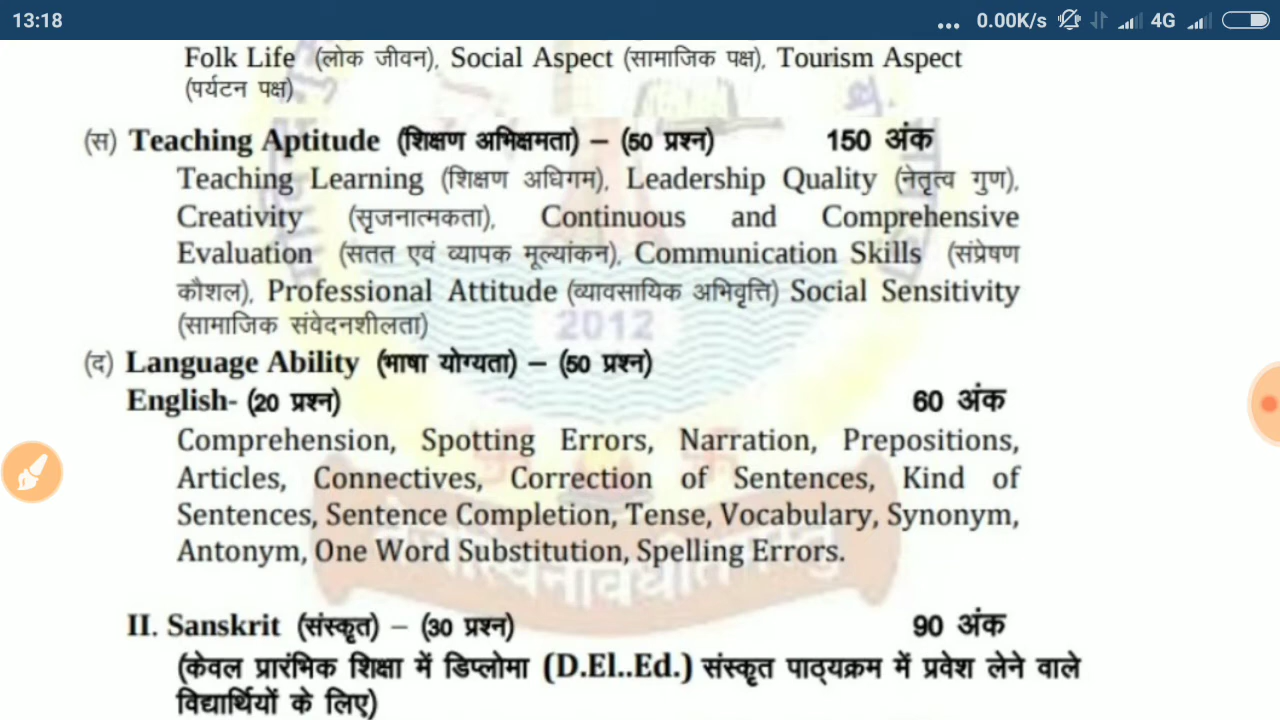 13:18 ... 0.00K/s 4G
Folk Life (लोक जीवन), Social Aspect (सामाजिक पक्ष), Tourism Aspect
(पर्यटन पक्ष)
(स) Teaching Aptitude (शिक्षण अभिक्षमता) – (50 प्रश्न) 150 अंक
Teaching Learning (शिक्षण अधिगम), Leadership Quality (नेतृत्व गुण),
Creativity (सृजनात्मकता), Continuous and Comprehensive
Evaluation (सतत एवं व्यापक मूल्यांकन), Communication Skills (संप्रेषण
कौशल), Professional Attitude (व्यावसायिक अभिवृत्ति) Social Sensitivity
(सामाजिक संवेदनशीलता)
2012
(द) Language Ability (भाषा योग्यता) – (50 प्रश्न)
English- (20 प्रश्न) 60 अंक
Comprehension, Spotting Errors, Narration, Prepositions,
Articles, Connectives, Correction of Sentences, Kind of
Sentences, Sentence Completion, Tense, Vocabulary, Synonym,
Antonym, One Word Substitution, Spelling Errors.
II. Sanskrit (संस्कृत) – (30 प्रश्न) 90 अंक
(केवल प्रारंभिक शिक्षा में डिप्लोमा (D.El..Ed.) संस्कृत पाठ्यक्रम में प्रवेश लेने वाले
विद्यार्थियों के लिए)